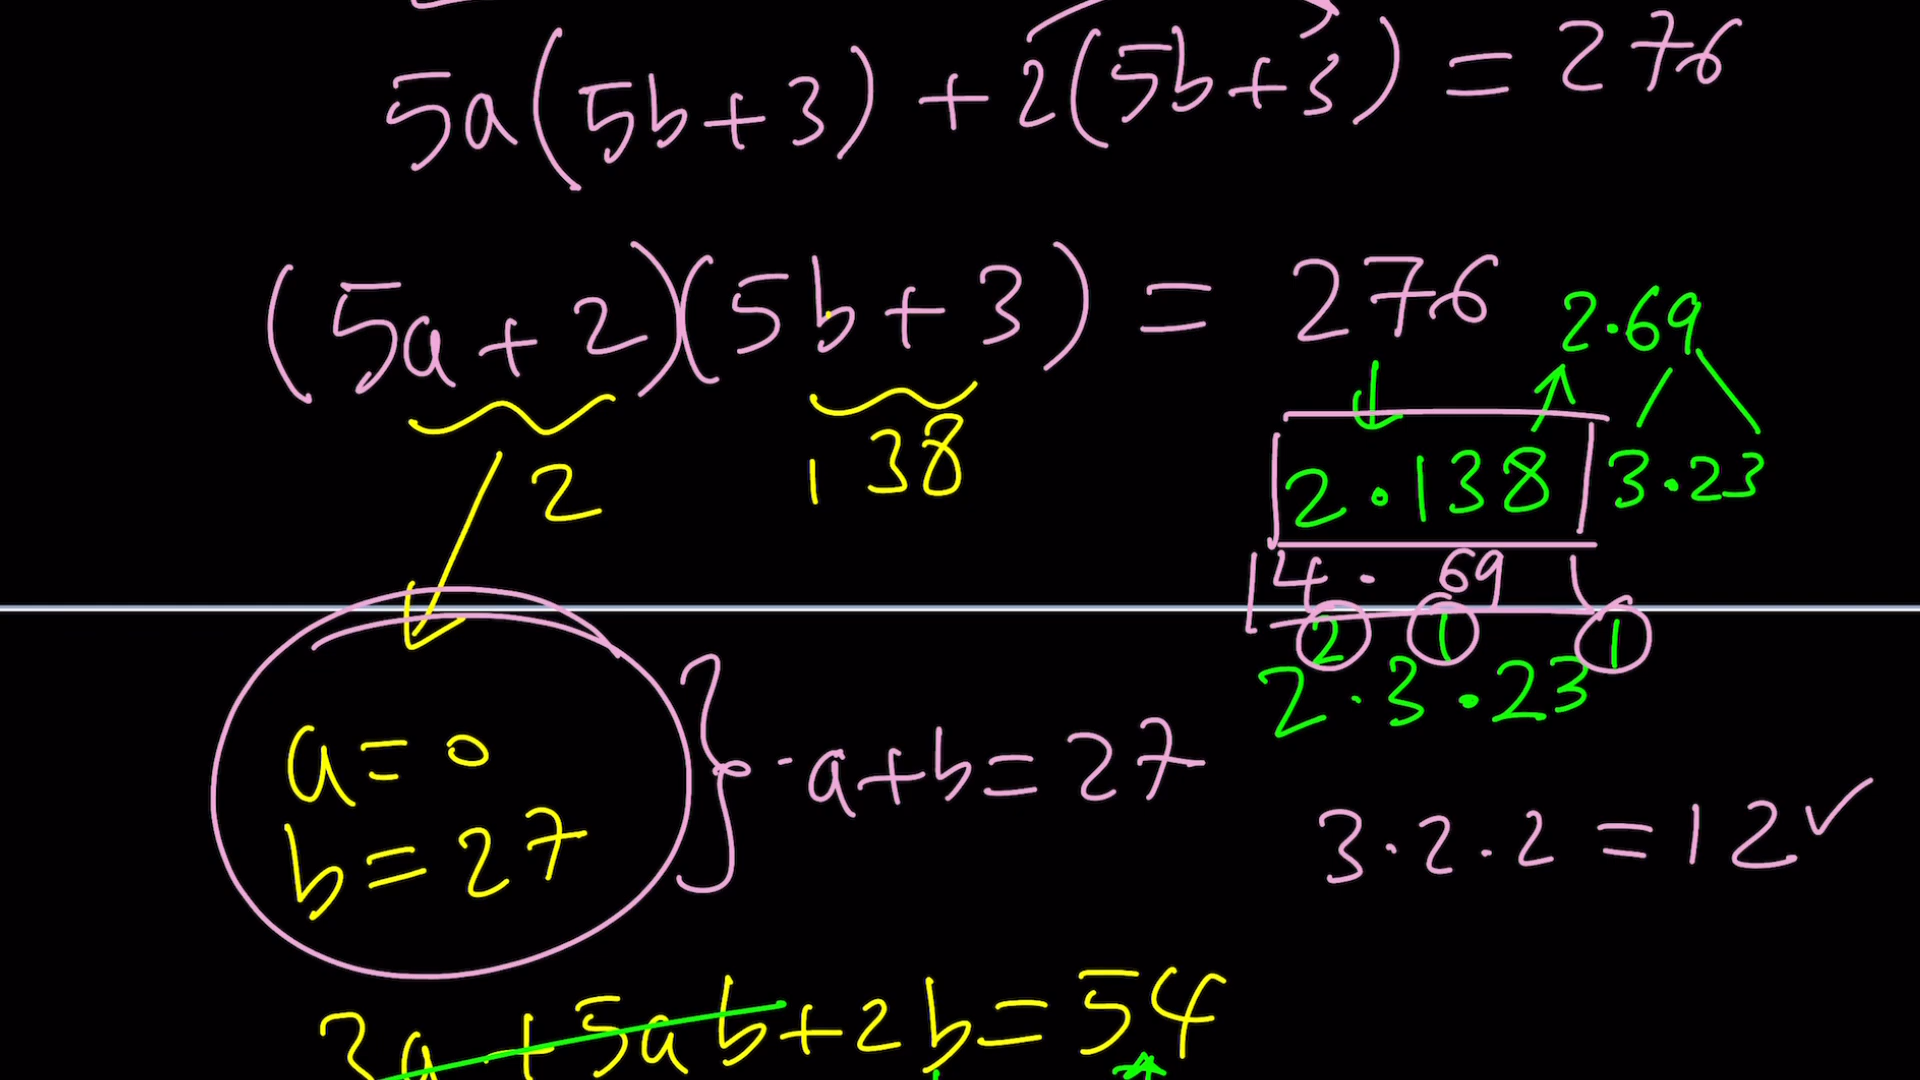 5a(5b+3)+2(5b+3)=276
(5a+2)(5b+3)=276
2·69
2
138
2·138
3·23
4·69
2 1 1
2·3·23
a=0
b=27
·a+b=27
3·2·2=12✓
3a+5ab+2b=54